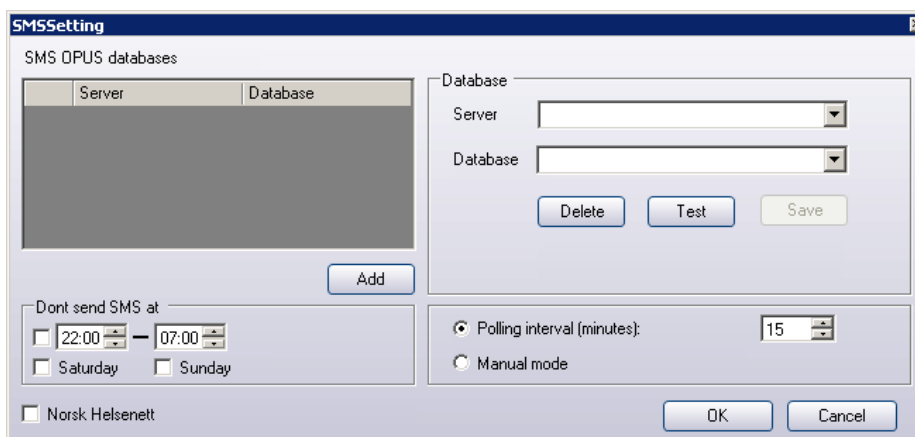 SMSSetting
SMS OPUS databases
Server Database
Add
Database
Server
Database
Delete Test Save
Dont send SMS at
22:00 07:00
Saturday Sunday
Polling interval (minutes): 15
Manual mode
Norsk Helsenett
OK Cancel